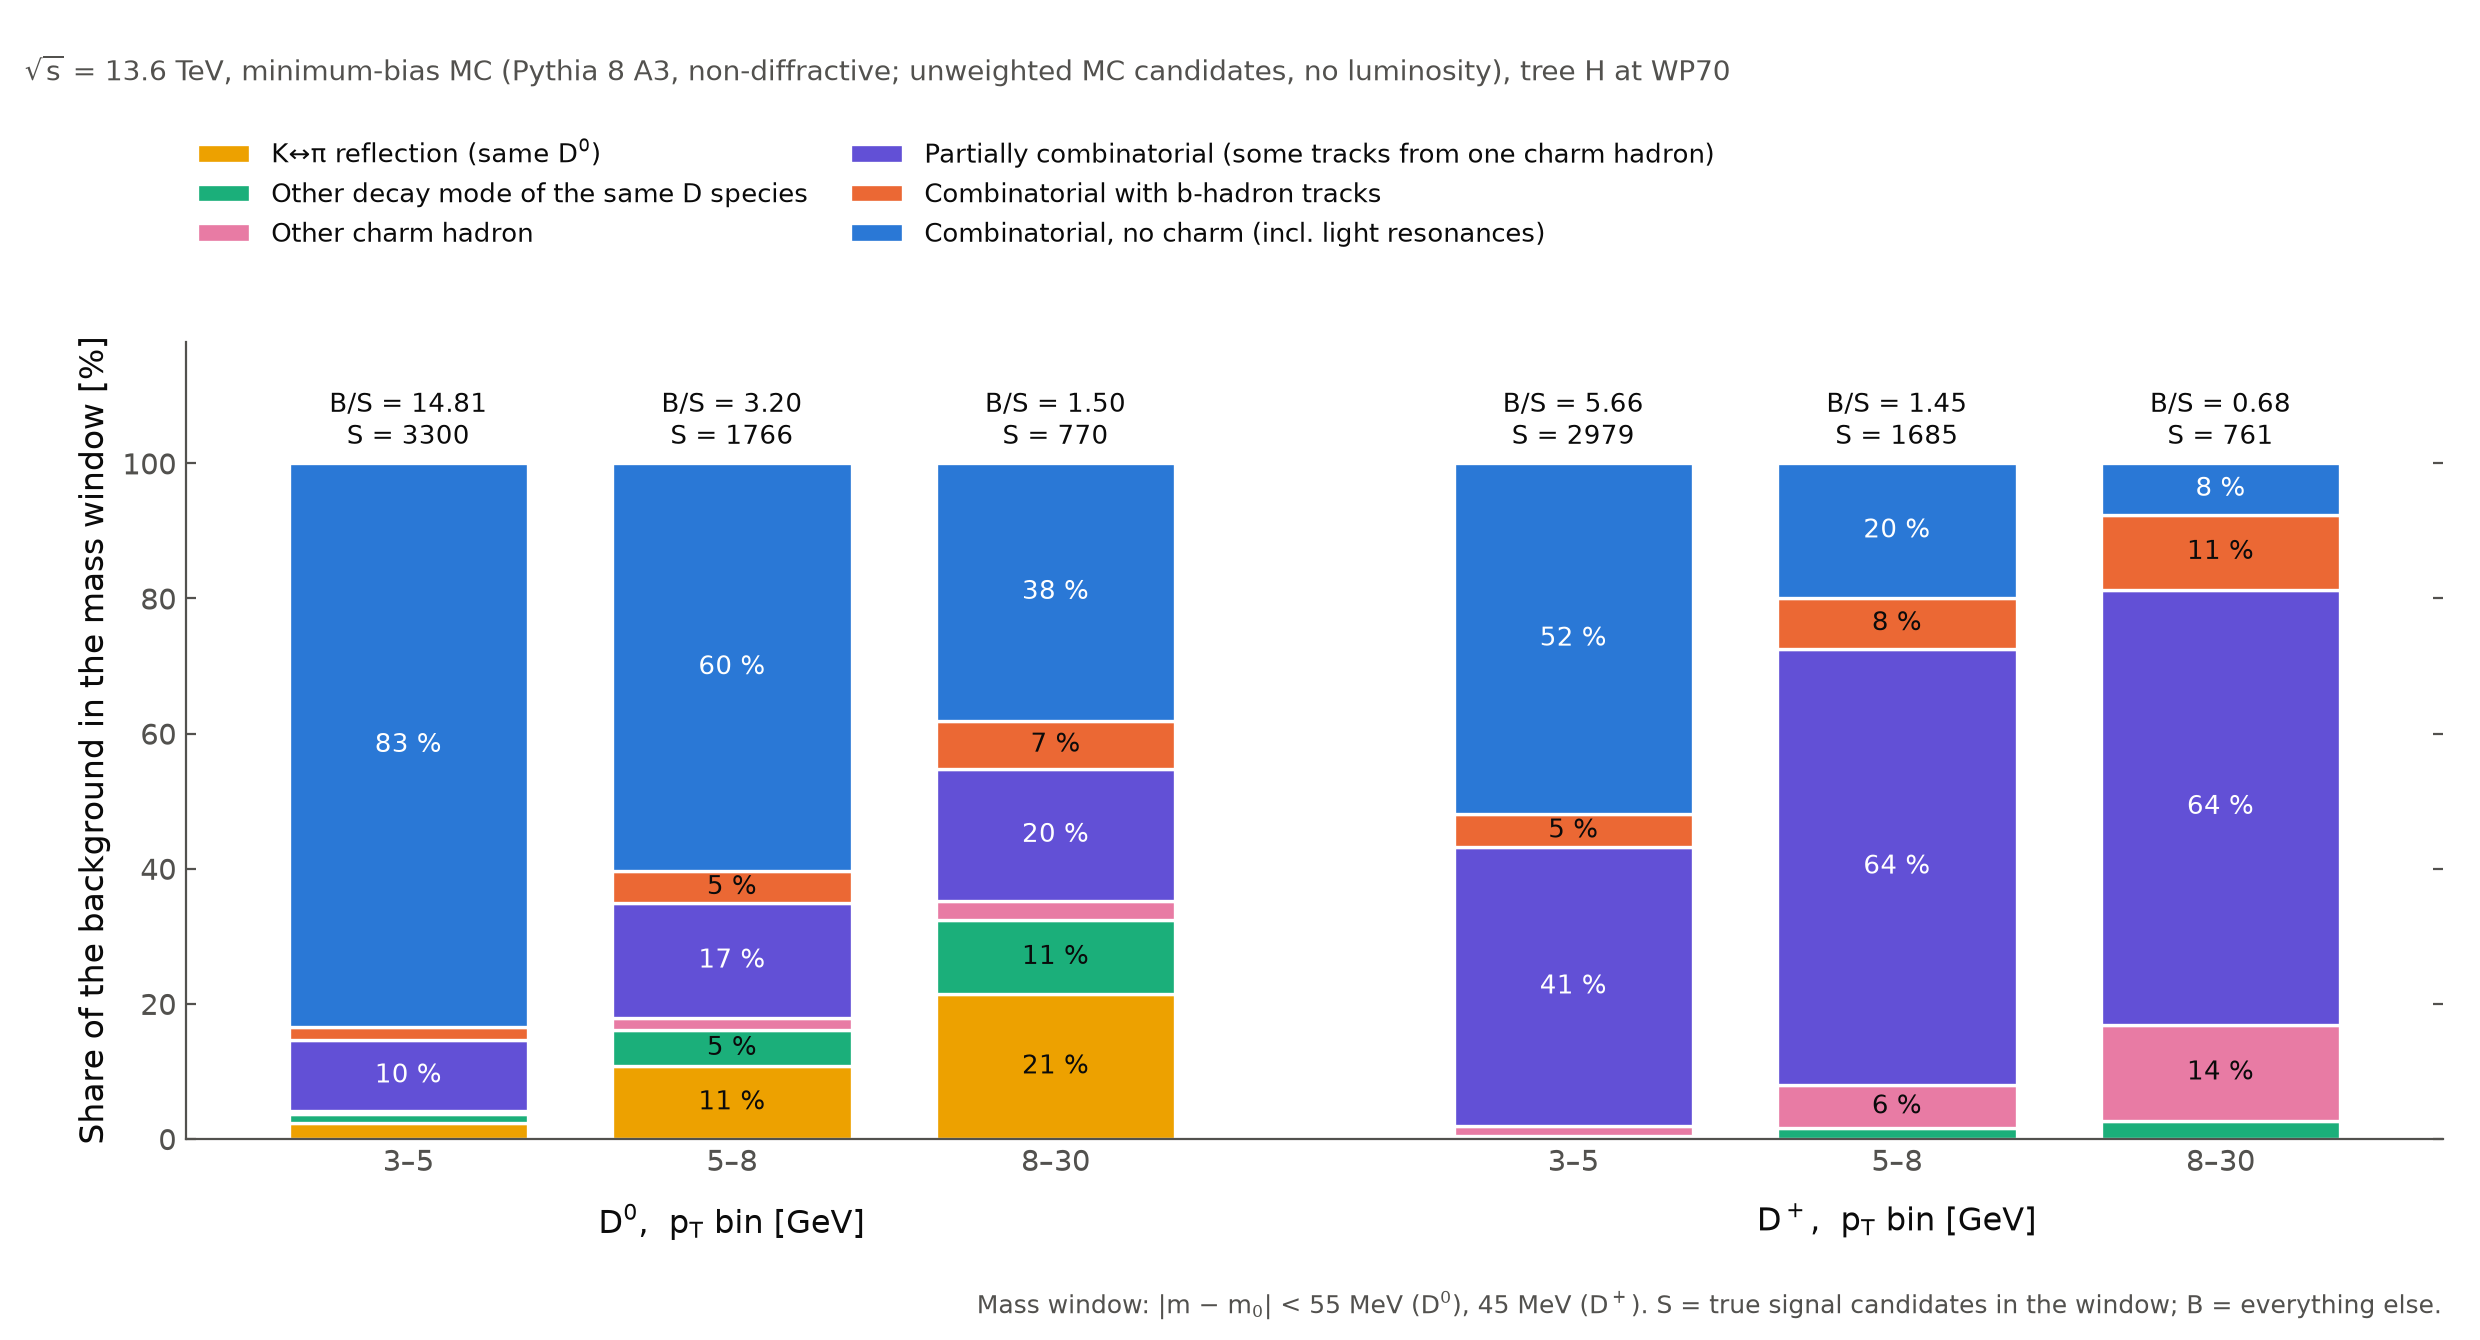 √s = 13.6 TeV, minimum-bias MC (Pythia 8 A3, non-diffractive; unweighted MC candidates, no luminosity), tree H at WP70
K↔π reflection (same D⁰)
Other decay mode of the same D species
Other charm hadron
Partially combinatorial (some tracks from one charm hadron)
Combinatorial with b-hadron tracks
Combinatorial, no charm (incl. light resonances)
Share of the background in the mass window [%]
100
80
60
40
20
0
B/S = 14.81
S = 3300
83 %
10 %
B/S = 3.20
S = 1766
60 %
5 %
17 %
5 %
11 %
B/S = 1.50
S = 770
38 %
7 %
20 %
11 %
21 %
B/S = 5.66
S = 2979
52 %
5 %
41 %
B/S = 1.45
S = 1685
20 %
8 %
64 %
6 %
B/S = 0.68
S = 761
8 %
11 %
64 %
14 %
3–5
5–8
8–30
3–5
5–8
8–30
D⁰, p_T bin [GeV]
D⁺, p_T bin [GeV]
Mass window: |m − m₀| < 55 MeV (D⁰), 45 MeV (D⁺). S = true signal candidates in the window; B = everything else.